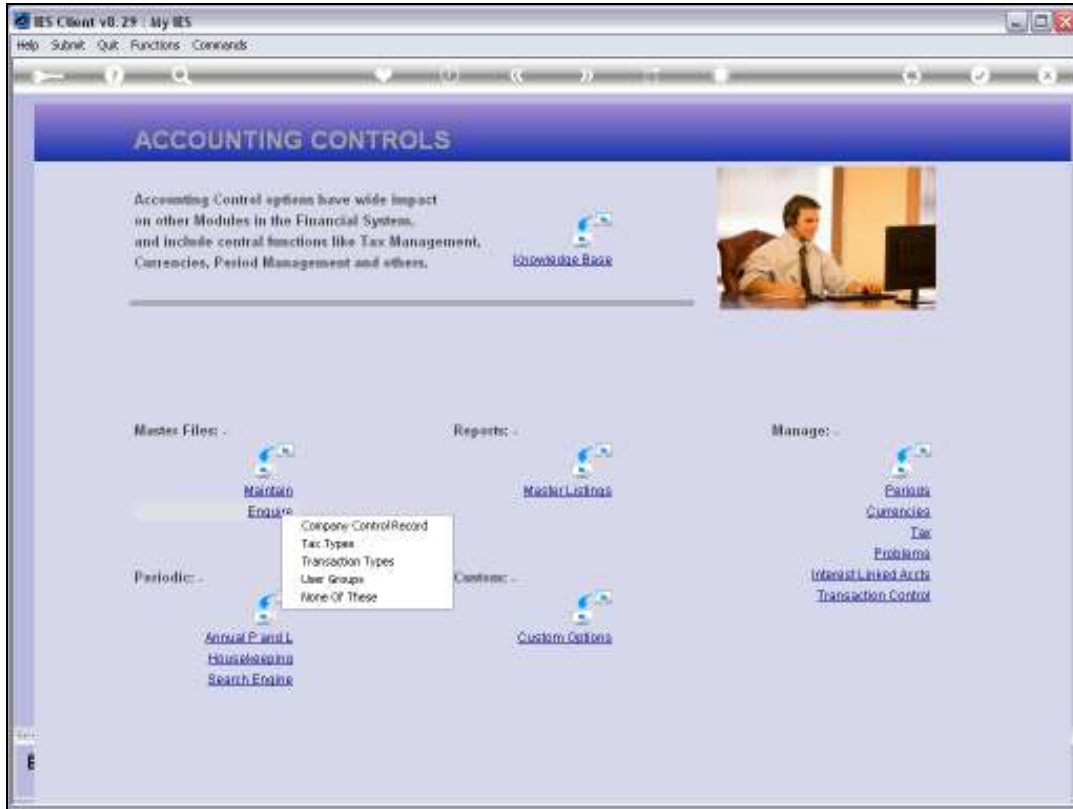 IES Client v8.29 : My IES
Help Submit Quit Functions Commands
ACCOUNTING CONTROLS
Accounting Control options have wide impact
on other Modules in the Financial System,
and include central functions like Tax Management,
Currencies, Period Management and others.
Knowledge Base
Master Files: -
Reports: -
Manage: -
Maintain
Master Listings
Periods
Enquire
Currencies
Company Control Record
Tax
Tax Types
Problems
Transaction Types
Periodic: -
User Groups
Custom: -
Interest Linked Accts
None Of These
Transaction Control
Annual P and L
Custom Options
Housekeeping
Search Engine